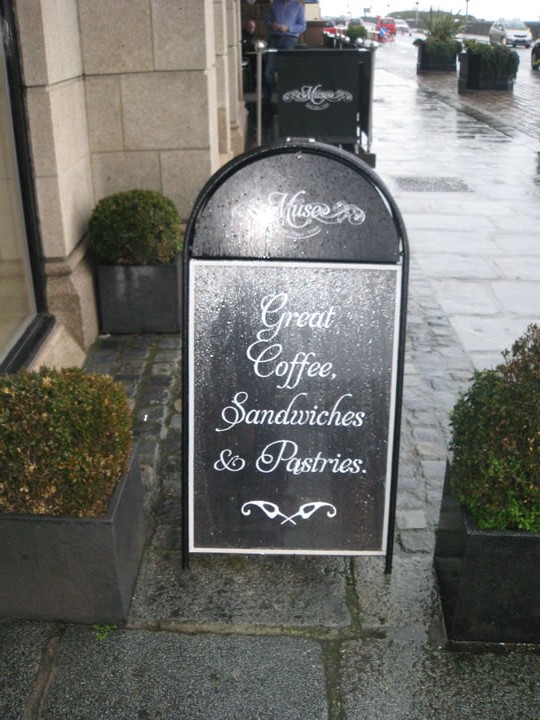 Muse
Muse
Great
Coffee,
Sandwiches
& Pastries.